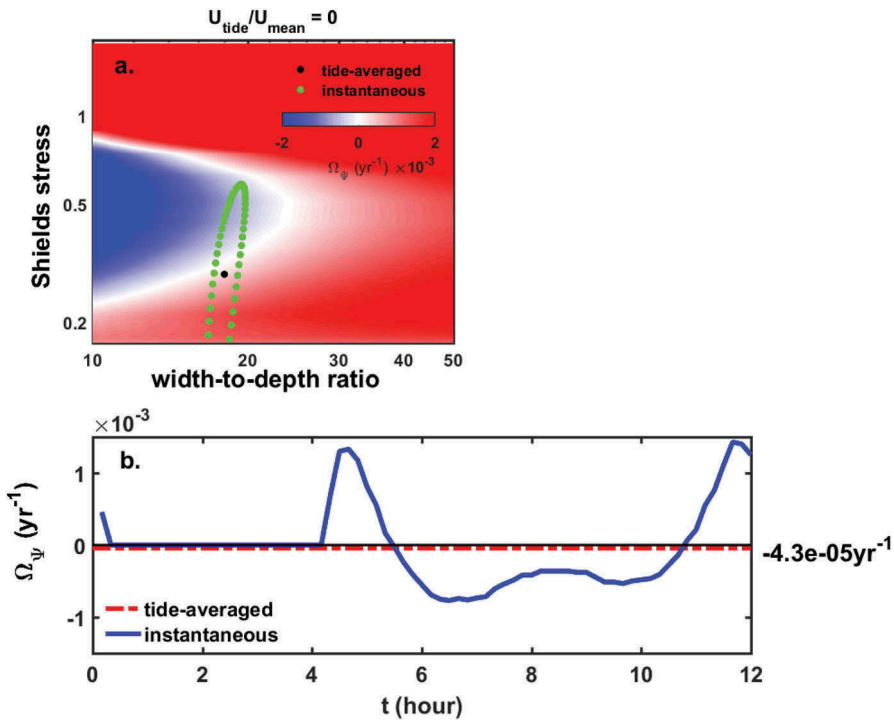 U_tide/U_mean = 0
a.
tide-averaged
instantaneous
-2 0 2
Ω_Ψ (yr⁻¹) ×10⁻³
Shields stress
1
0.5
0.2
10 20 30 40 50
width-to-depth ratio
×10⁻³
b.
Ω_Ψ (yr⁻¹)
1
0
-1
-4.3e-05yr⁻¹
tide-averaged
instantaneous
0 2 4 6 8 10 12
t (hour)